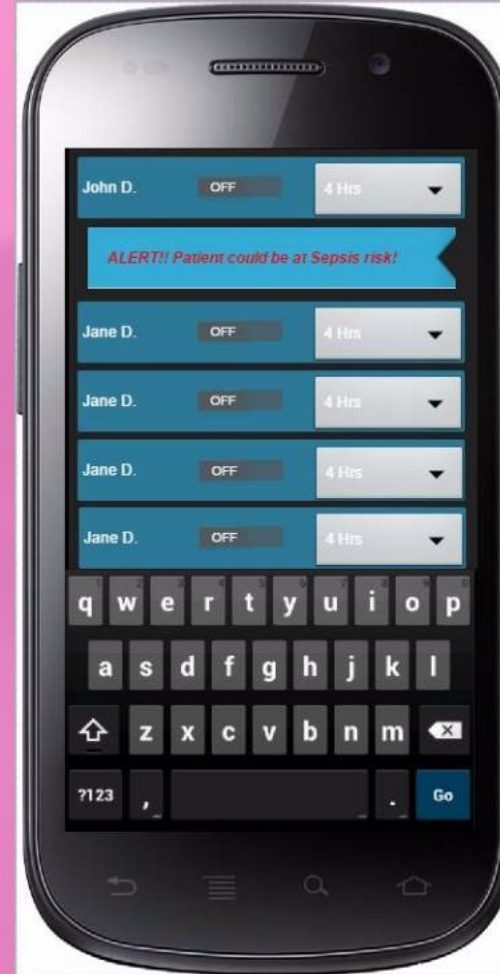 John D. OFF 4 Hrs
ALERT!! Patient could be at Sepsis risk!
Jane D. OFF 4 Hrs
Jane D. OFF 4 Hrs
Jane D. OFF 4 Hrs
Jane D. OFF 4 Hrs
q w e r t y u i o p
a s d f g h j k l
z x c v b n m
?123 , . Go